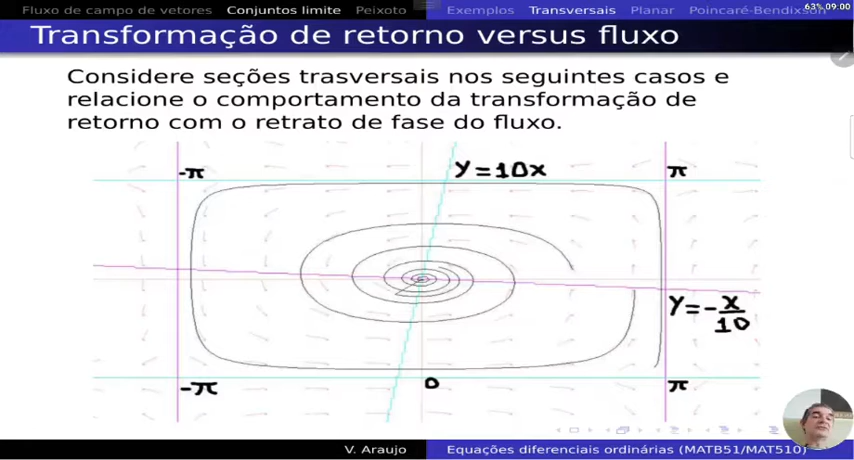 63% 09:00
Fluxo de campo de vetores Conjuntos limite Peixoto Exemplos Transversais Planar Poincaré-Bendixson
Transformação de retorno versus fluxo
Considere seções trasversais nos seguintes casos e
relacione o comportamento da transformação de
retorno com o retrato de fase do fluxo.
-π y=10x π
y=-x/10
-π 0 π
V. Araujo Equações diferenciais ordinárias (MATB51/MAT510)